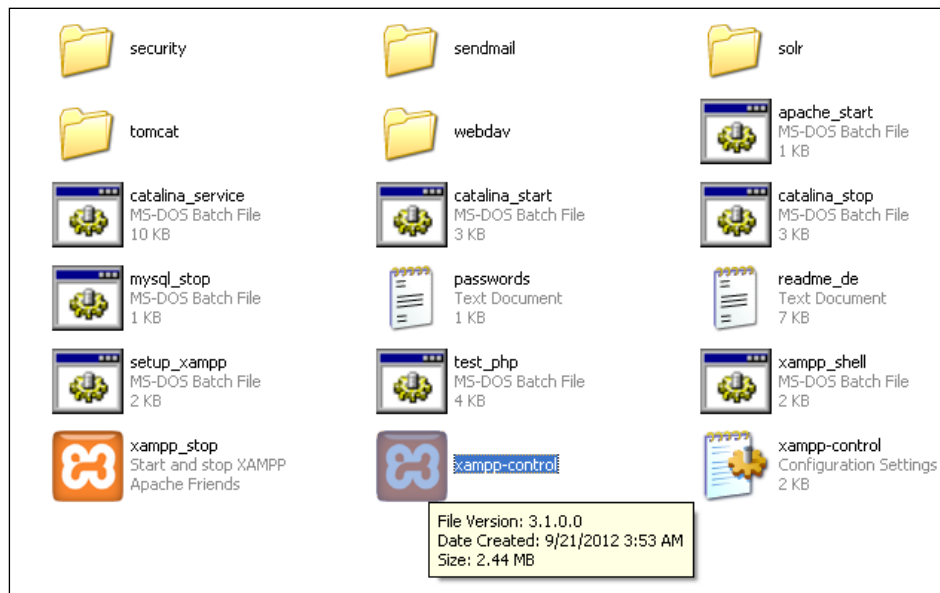 security
sendmail
solr
tomcat
webdav
apache_start
MS-DOS Batch File
1 KB
catalina_service
MS-DOS Batch File
10 KB
catalina_start
MS-DOS Batch File
3 KB
catalina_stop
MS-DOS Batch File
3 KB
mysql_stop
MS-DOS Batch File
1 KB
passwords
Text Document
1 KB
readme_de
Text Document
7 KB
setup_xampp
MS-DOS Batch File
2 KB
test_php
MS-DOS Batch File
4 KB
xampp_shell
MS-DOS Batch File
2 KB
xampp_stop
Start and stop XAMPP
Apache Friends
xampp-control
xampp-control
Configuration Settings
2 KB
File Version: 3.1.0.0
Date Created: 9/21/2012 3:53 AM
Size: 2.44 MB